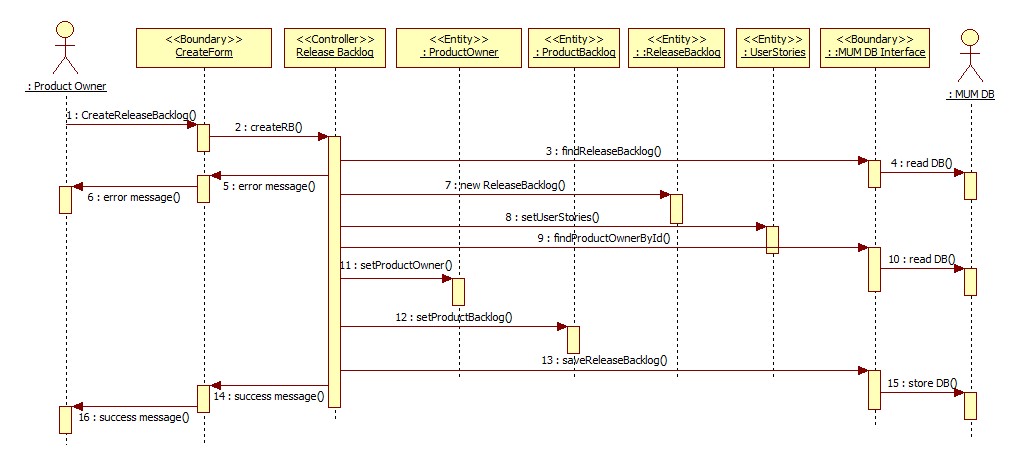 <<Boundary>>
CreateForm
<<Controller>>
Release Backlog
<<Entity>>
: ProductOwner
<<Entity>>
: ProductBacklog
<<Entity>>
: :ReleaseBacklog
<<Entity>>
: UserStories
<<Boundary>>
: :MUM DB Interface
: Product Owner
: MUM DB
1 : CreateReleaseBacklog()
2 : createRB()
3 : findReleaseBacklog()
4 : read DB()
5 : error message()
6 : error message()
7 : new ReleaseBacklog()
8 : setUserStories()
9 : findProductOwnerById()
10 : read DB()
11 : setProductOwner()
12 : setProductBacklog()
13 : saveReleaseBacklog()
15 : store DB()
14 : success message()
16 : success message()